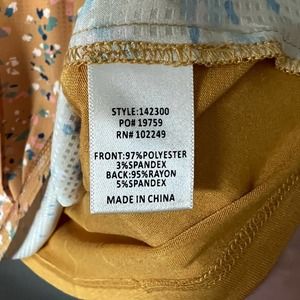 STYLE:142300
PO# 19759
RN# 102249
FRONT:97%POLYESTER
3%SPANDEX
BACK:95%RAYON
5%SPANDEX
MADE IN CHINA